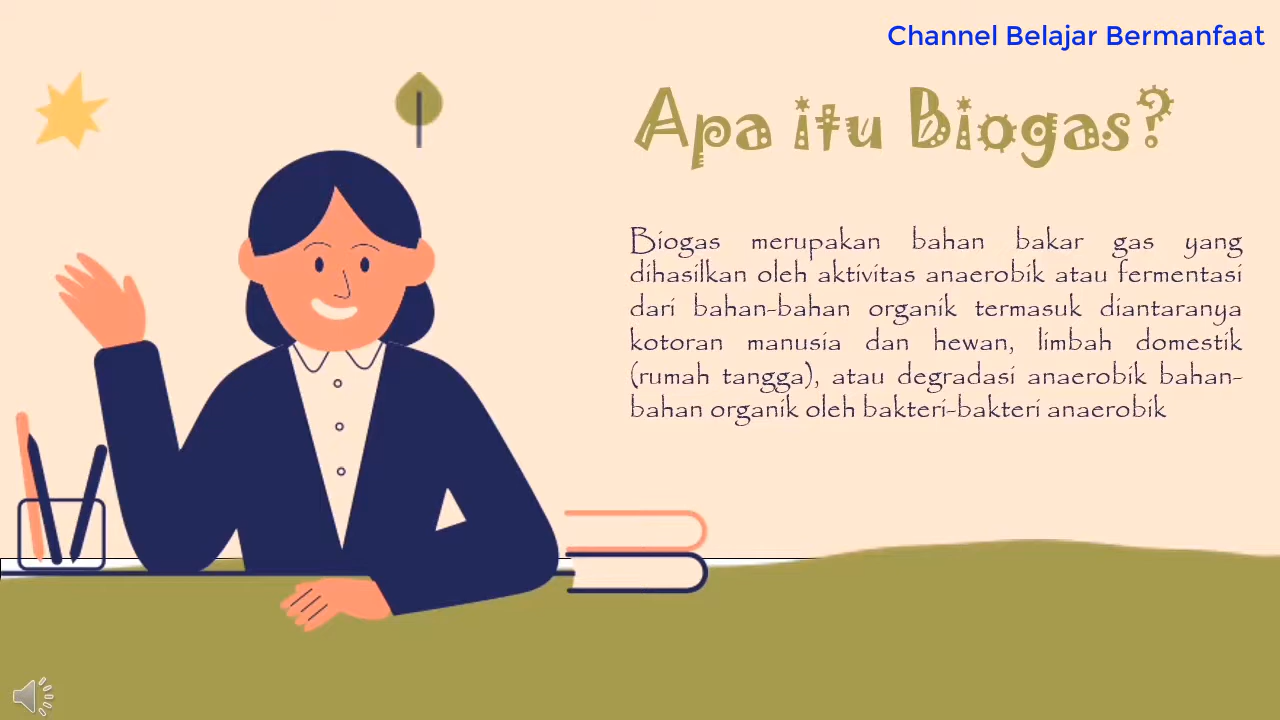 Channel Belajar Bermanfaat
Apa itu Biogas?
Biogas merupakan bahan bakar gas yang
dihasilkan oleh aktivitas anaerobik atau fermentasi
dari bahan-bahan organik termasuk diantaranya
kotoran manusia dan hewan, limbah domestik
(rumah tangga), atau degradasi anaerobik bahan-
bahan organik oleh bakteri-bakteri anaerobik